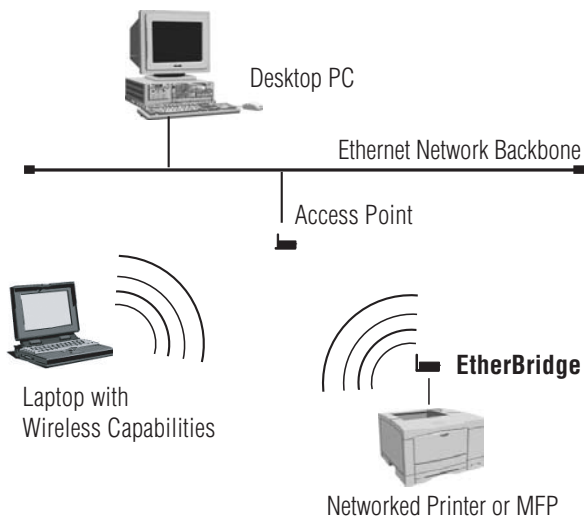 Desktop PC
Ethernet Network Backbone
Access Point
EtherBridge
Laptop with
Wireless Capabilities
Networked Printer or MFP